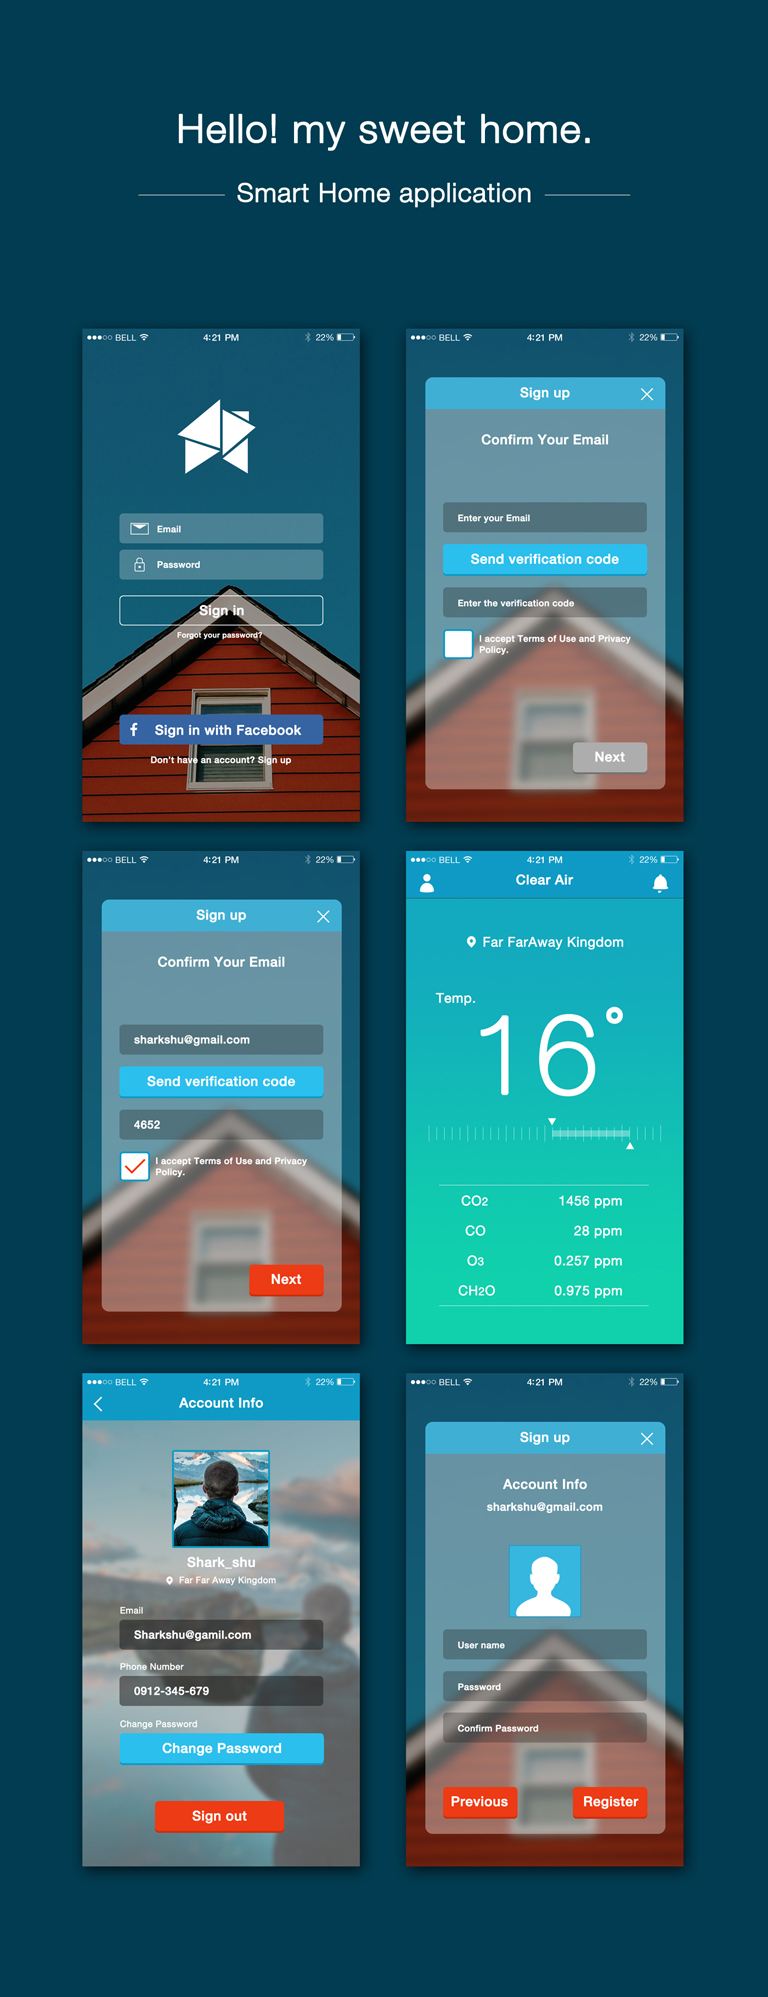 Hello! my sweet home.
Smart Home application
BELL 4:21 PM 22%
Email
Password
Sign in
Forgot your password?
f Sign in with Facebook
Don't have an account? Sign up
BELL 4:21 PM 22%
Sign up
Confirm Your Email
Enter your Email
Send verification code
Enter the verification code
I accept Terms of Use and Privacy
Policy.
Next
BELL 4:21 PM 22%
Sign up
Confirm Your Email
sharkshu@gmail.com
Send verification code
4652
I accept Terms of Use and Privacy
Policy.
Next
BELL 4:21 PM 22%
Clear Air
Far FarAway Kingdom
Temp.
16°
CO2 1456 ppm
CO 28 ppm
O3 0.257 ppm
CH2O 0.975 ppm
BELL 4:21 PM 22%
Account Info
Shark_shu
Far Far Away Kingdom
Email
Sharkshu@gamil.com
Phone Number
0912-345-679
Change Password
Change Password
Sign out
BELL 4:21 PM 22%
Sign up
Account Info
sharkshu@gmail.com
User name
Password
Confirm Password
Previous Register